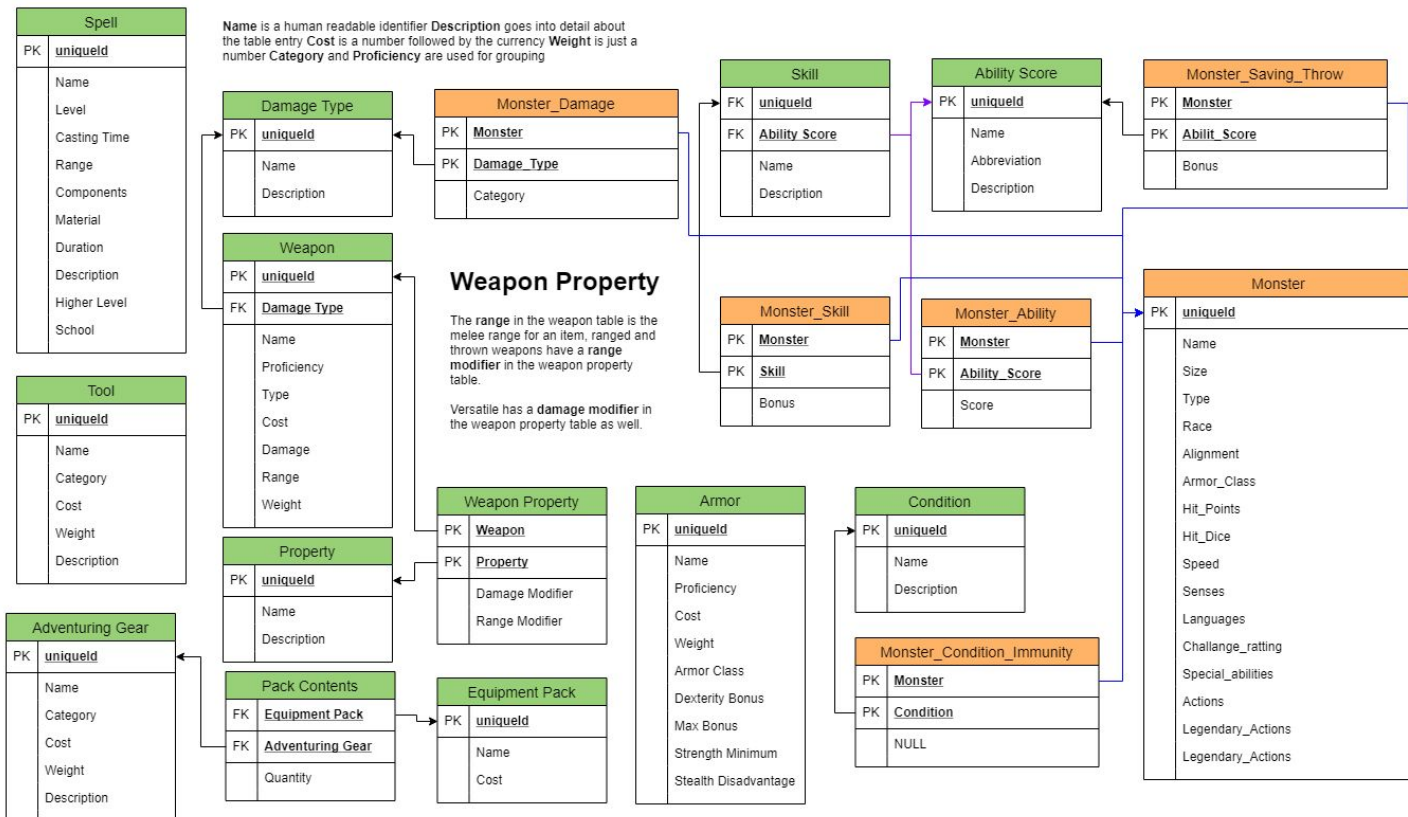 Spell
PK uniqueId
Name
Level
Casting Time
Range
Components
Material
Duration
Description
Higher Level
School
Name is a human readable identifier Description goes into detail about
the table entry Cost is a number followed by the currency Weight is just a
number Category and Proficiency are used for grouping
Damage Type
PK uniqueId
Name
Description
Monster_Damage
PK Monster
PK Damage_Type
Category
Skill
FK uniqueId
FK Ability Score
Name
Description
Ability Score
PK uniqueId
Name
Abbreviation
Description
Monster_Saving_Throw
PK Monster
PK Abilit_Score
Bonus
Weapon
PK uniqueId
FK Damage Type
Name
Proficiency
Type
Cost
Damage
Range
Weight
Weapon Property
The range in the weapon table is the
melee range for an item, ranged and
thrown weapons have a range
modifier in the weapon property
table.
Versatile has a damage modifier in
the weapon property table as well.
Monster_Skill
PK Monster
PK Skill
Bonus
Monster_Ability
PK Monster
PK Ability_Score
Score
Monster
PK uniqueId
Name
Size
Type
Race
Alignment
Armor_Class
Hit_Points
Hit_Dice
Speed
Senses
Languages
Challange_ratting
Special_abilities
Actions
Legendary_Actions
Legendary_Actions
Tool
PK uniqueId
Name
Category
Cost
Weight
Description
Property
PK uniqueId
Name
Description
Weapon Property
PK Weapon
PK Property
Damage Modifier
Range Modifier
Armor
PK uniqueId
Name
Proficiency
Cost
Weight
Armor Class
Dexterity Bonus
Max Bonus
Strength Minimum
Stealth Disadvantage
Condition
PK uniqueId
Name
Description
Monster_Condition_Immunity
PK Monster
PK Condition
NULL
Adventuring Gear
PK uniqueId
Name
Category
Cost
Weight
Description
Pack Contents
FK Equipment Pack
FK Adventuring Gear
Quantity
Equipment Pack
PK uniqueId
Name
Cost